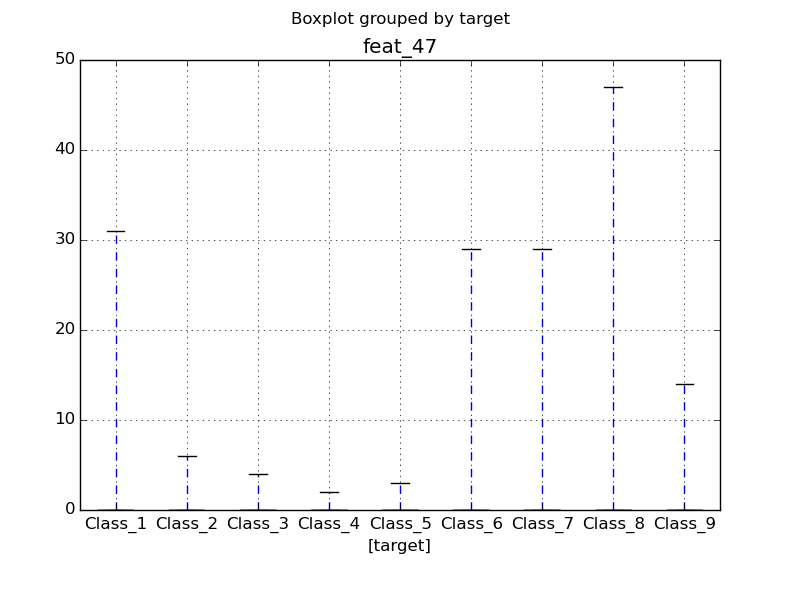 Boxplot grouped by target
feat_47
50
40
30
20
10
0
Class_1 Class_2 Class_3 Class_4 Class_5 Class_6 Class_7 Class_8 Class_9
[target]